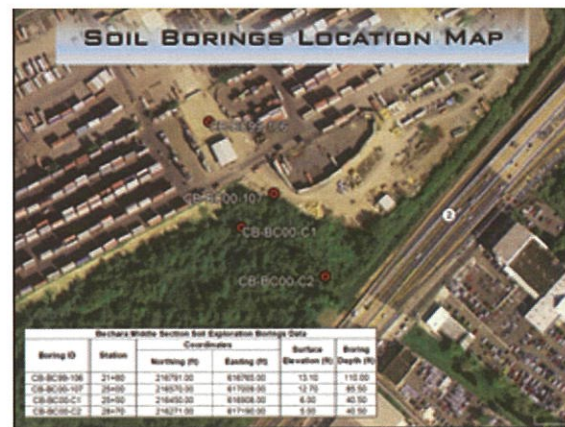 SOIL BORINGS LOCATION MAP
CB-BC00-107
CB-BC00-C1
CB-BC00-C2
2
Bechara Middle Section Soil Exploration Borings Data
Boring ID Station Coordinates Surface Elevation (ft) Boring Depth (ft)
Northing (ft) Easting (ft)
CB-BC99-106 21+60 216791.00 616765.00 13.10 110.00
CB-BC00-107 25+00 216570.00 617009.00 12.70 85.50
CB-BC00-C1 25+50 216450.00 616908.00 6.00 40.50
CB-BC00-C2 28+70 216271.00 617190.00 5.00 40.50